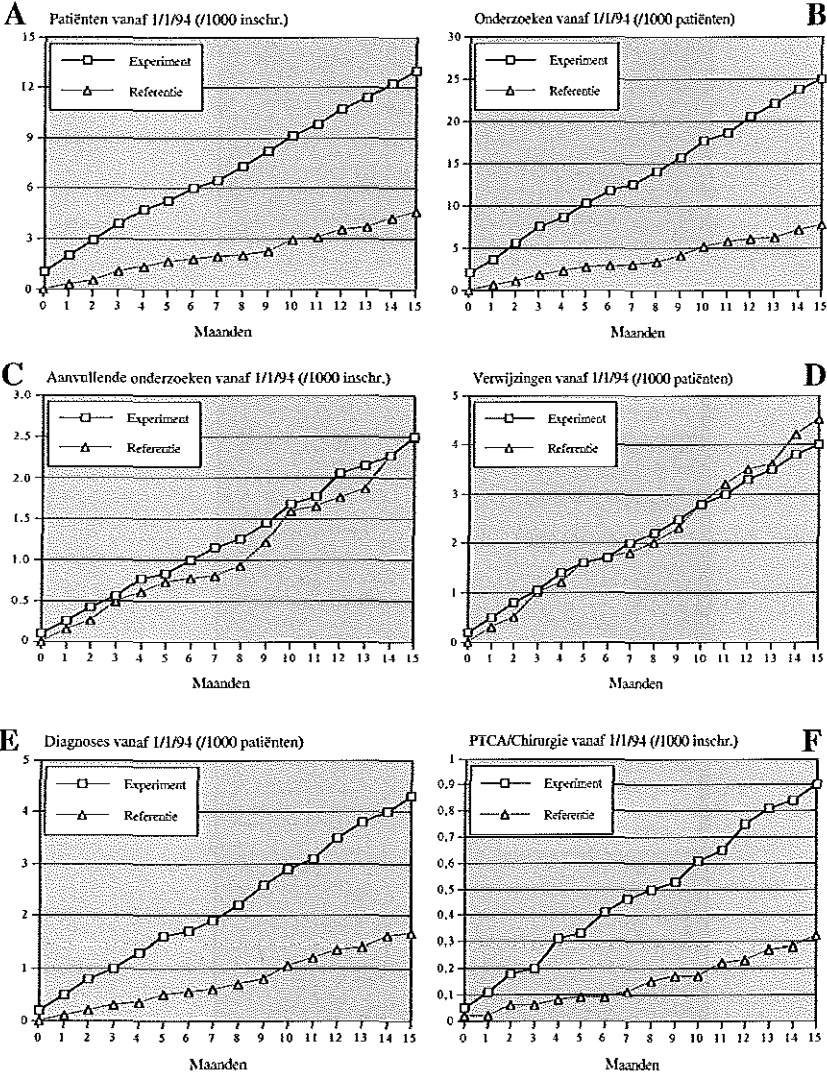 A Patiënten vanaf 1/1/94 (/1000 inschr.)
15
12
9
6
3
0
Experiment
Referentie
0 1 2 3 4 5 6 7 8 9 10 11 12 13 14 15
Maanden
Onderzoeken vanaf 1/1/94 (/1000 patiënten) B
30
25
20
15
10
5
0
Experiment
Referentie
0 1 2 3 4 5 6 7 8 9 10 11 12 13 14 15
Maanden
C Aanvullende onderzoeken vanaf 1/1/94 (/1000 inschr.)
3.0
2.5
2.0
1.5
1.0
0.5
0
Experiment
Referentie
0 1 2 3 4 5 6 7 8 9 10 11 12 13 14 15
Maanden
Verwijzingen vanaf 1/1/94 (/1000 patiënten) D
5
4
3
2
1
0
Experiment
Referentie
0 1 2 3 4 5 6 7 8 9 10 11 12 13 14 15
Maanden
E Diagnoses vanaf 1/1/94 (/1000 patiënten)
5
4
3
2
1
0
Experiment
Referentie
0 1 2 3 4 5 6 7 8 9 10 11 12 13 14 15
Maanden
PTCA/Chirurgie vanaf 1/1/94 (/1000 inschr.) F
1
0,9
0,8
0,7
0,6
0,5
0,4
0,3
0,2
0,1
0
Experiment
Referentie
0 1 2 3 4 5 6 7 8 9 10 11 12 13 14 15
Maanden